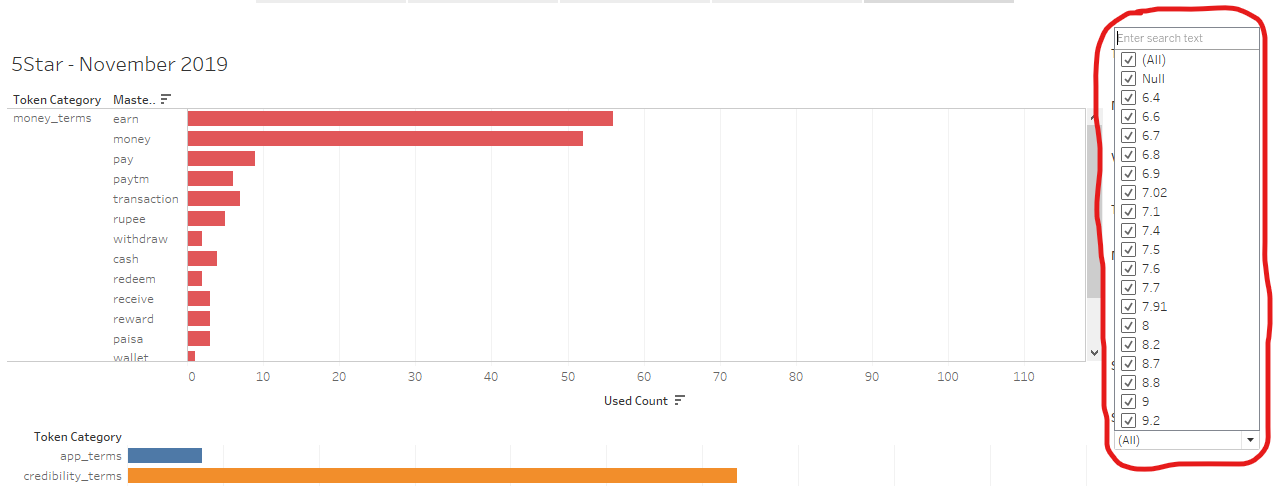 5Star - November 2019
Token Category Maste..
money_terms earn
money
pay
paytm
transaction
rupee
withdraw
cash
redeem
receive
reward
paisa
wallet
0 10 20 30 40 50 60 70 80 90 100 110
Used Count
Token Category
app_terms
credibility_terms
Enter search text
(All)
Null
6.4
6.6
6.7
6.8
6.9
7.02
7.1
7.4
7.5
7.6
7.7
7.91
8
8.2
8.7
8.8
9
9.2
(All)